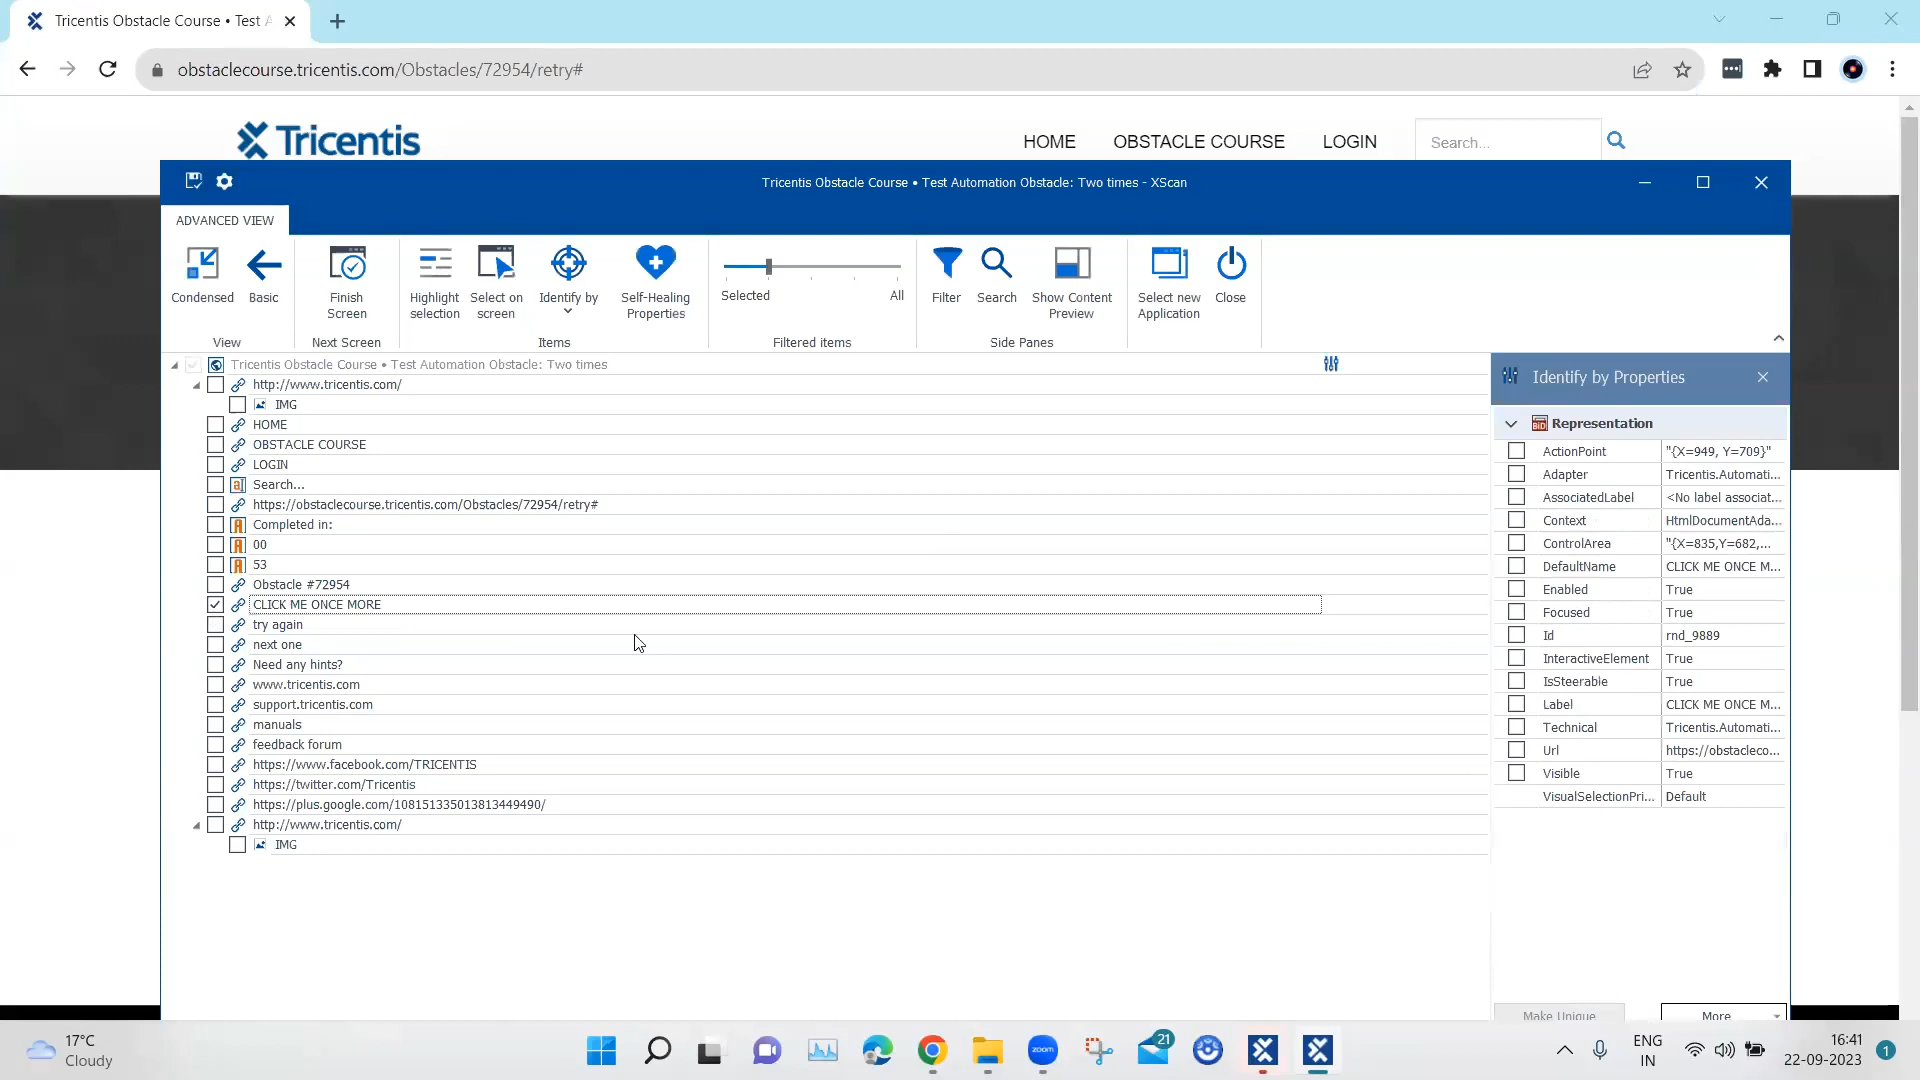 Tricentis Obstacle Course • Test A
obstaclecourse.tricentis.com/Obstacles/72954/retry#
Tricentis
HOME
OBSTACLE COURSE
LOGIN
Search...
Tricentis Obstacle Course • Test Automation Obstacle: Two times - XScan
ADVANCED VIEW
Condensed
Basic
Finish Screen
Highlight selection
Select on screen
Identify by
Self-Healing Properties
Selected
All
Filter
Search
Show Content Preview
Select new Application
Close
View
Next Screen
Items
Filtered items
Side Panes
Tricentis Obstacle Course • Test Automation Obstacle: Two times
http://www.tricentis.com/
IMG
HOME
OBSTACLE COURSE
LOGIN
Search...
https://obstaclecourse.tricentis.com/Obstacles/72954/retry#
Completed in:
00
53
Obstacle #72954
CLICK ME ONCE MORE
try again
next one
Need any hints?
www.tricentis.com
support.tricentis.com
manuals
feedback forum
https://www.facebook.com/TRICENTIS
https://twitter.com/Tricentis
https://plus.google.com/108151335013813449490/
http://www.tricentis.com/
IMG
Identify by Properties
Representation
ActionPoint "{X=949, Y=709}"
Adapter Tricentis.Automati...
AssociatedLabel <No label associat...
Context HtmlDocumentAda...
ControlArea "{X=835,Y=682,...
DefaultName CLICK ME ONCE M...
Enabled True
Focused True
Id rnd_9889
InteractiveElement True
IsSteerable True
Label CLICK ME ONCE M...
Technical Tricentis.Automati...
Url https://obstacleco...
Visible True
VisualSelectionPri... Default
Make Unique
More
17°C
Cloudy
zoom
21
ENG
IN
16:41
22-09-2023
1